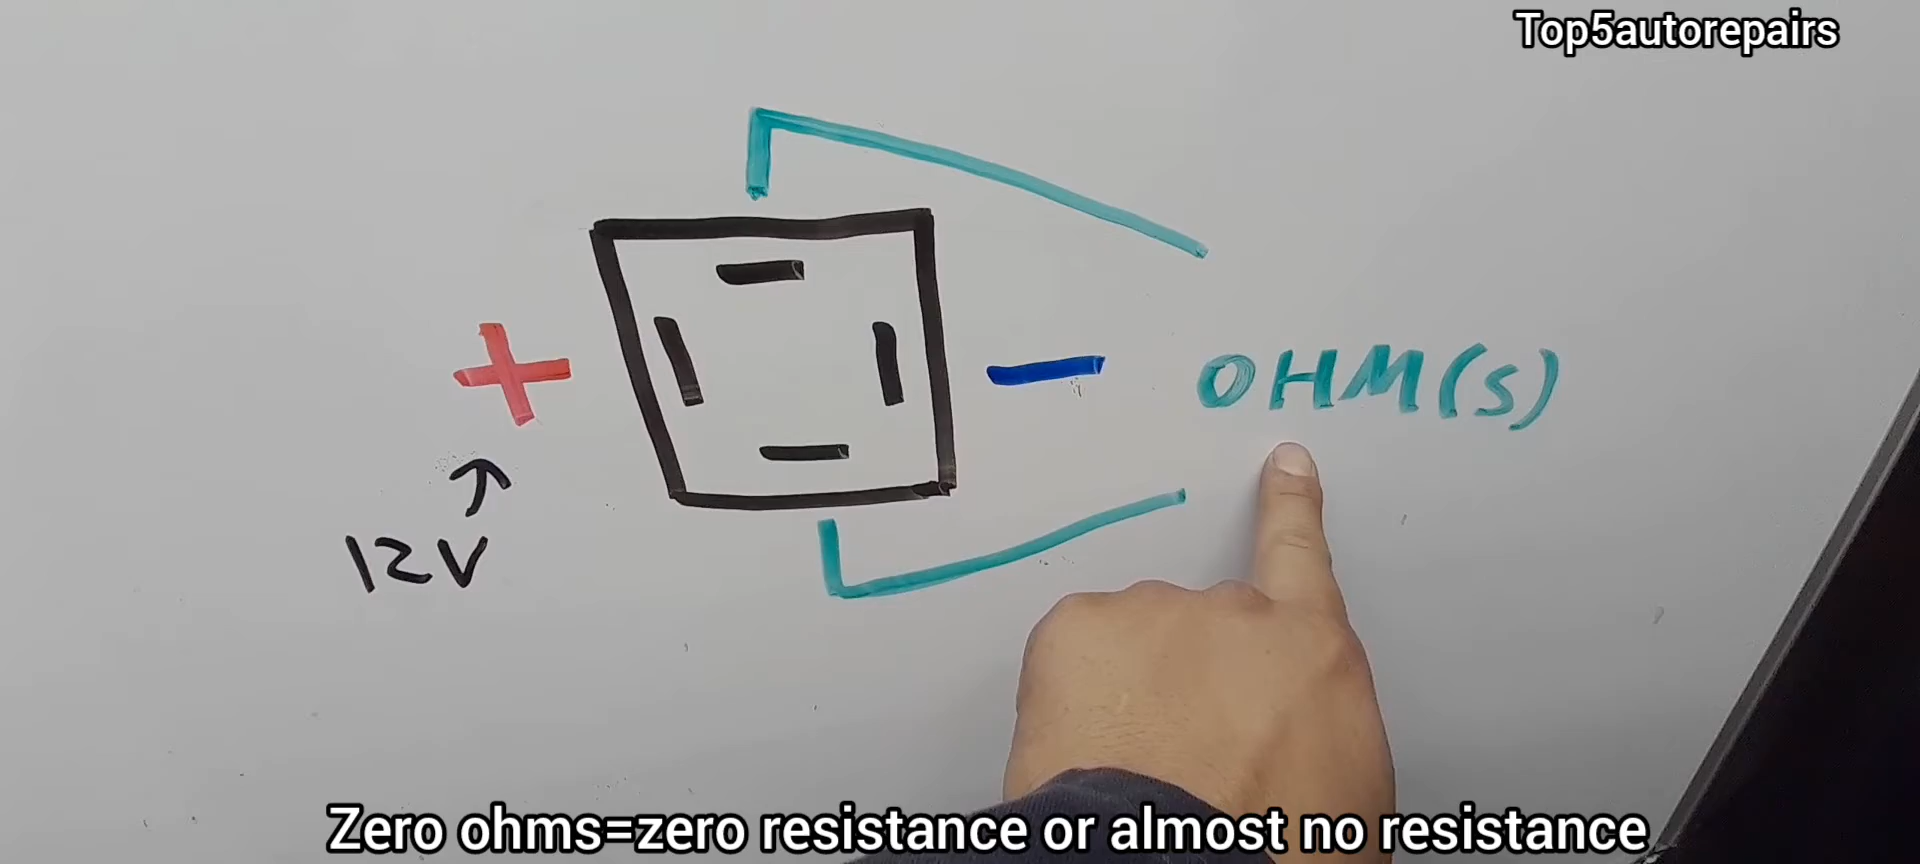 Top5autorepairs
+
−
OHM(S)
12V
Zero ohms=zero resistance or almost no resistance